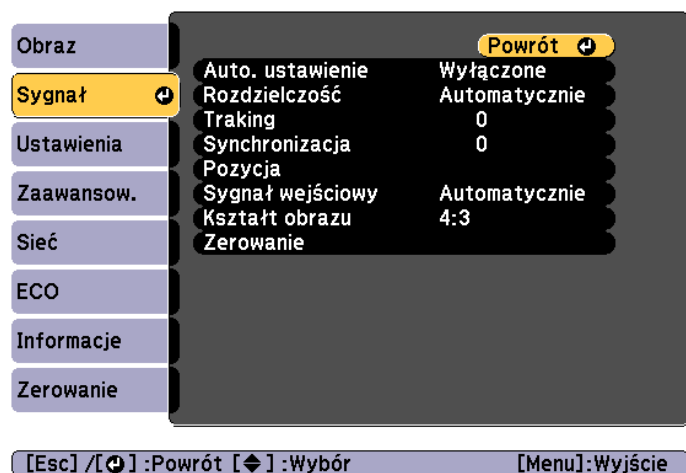 Obraz
Sygnał
Ustawienia
Zaawansow.
Sieć
ECO
Informacje
Zerowanie
Powrót
Auto. ustawienie Wyłączone
Rozdzielczość Automatycznie
Traking 0
Synchronizacja 0
Pozycja
Sygnał wejściowy Automatycznie
Kształt obrazu 4:3
Zerowanie
[Esc] /[⏎] :Powrót [◆] :Wybór [Menu]:Wyjście